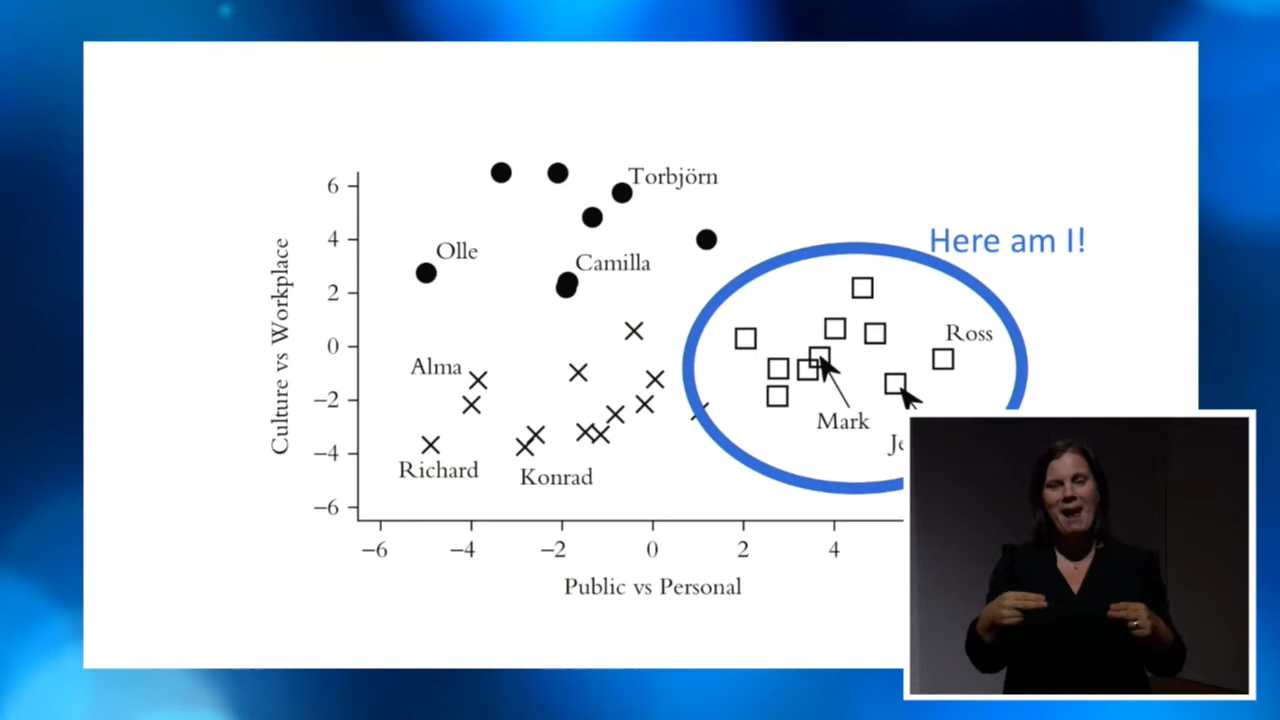 Torbjörn
Here am I!
Olle
Camilla
Ross
Alma
Mark
Richard
Konrad
Culture vs Workplace
6
4
2
0
−2
−4
−6
−6
−4
−2
0
2
4
Public vs Personal